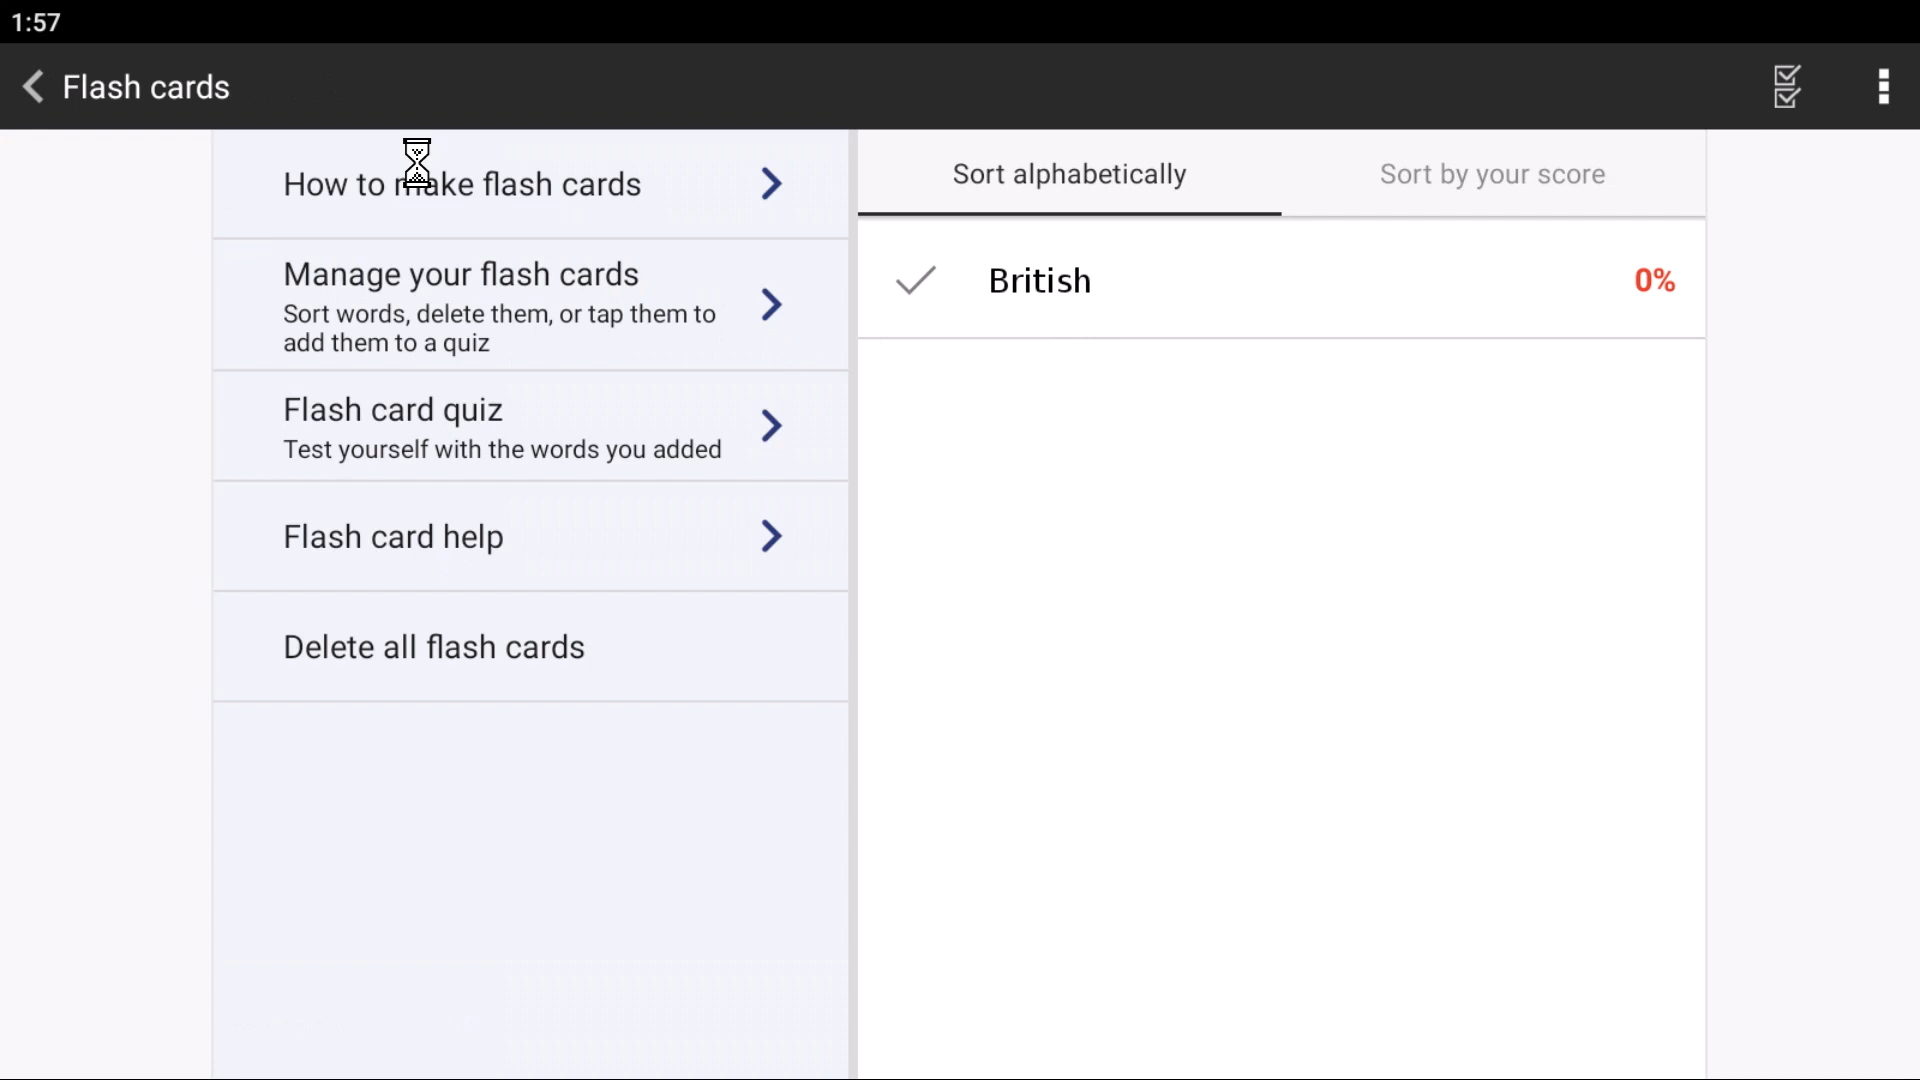 1:57
Flash cards
How to make flash cards
Manage your flash cards
Sort words, delete them, or tap them to
add them to a quiz
Flash card quiz
Test yourself with the words you added
Flash card help
Delete all flash cards
Sort alphabetically
Sort by your score
British
0%